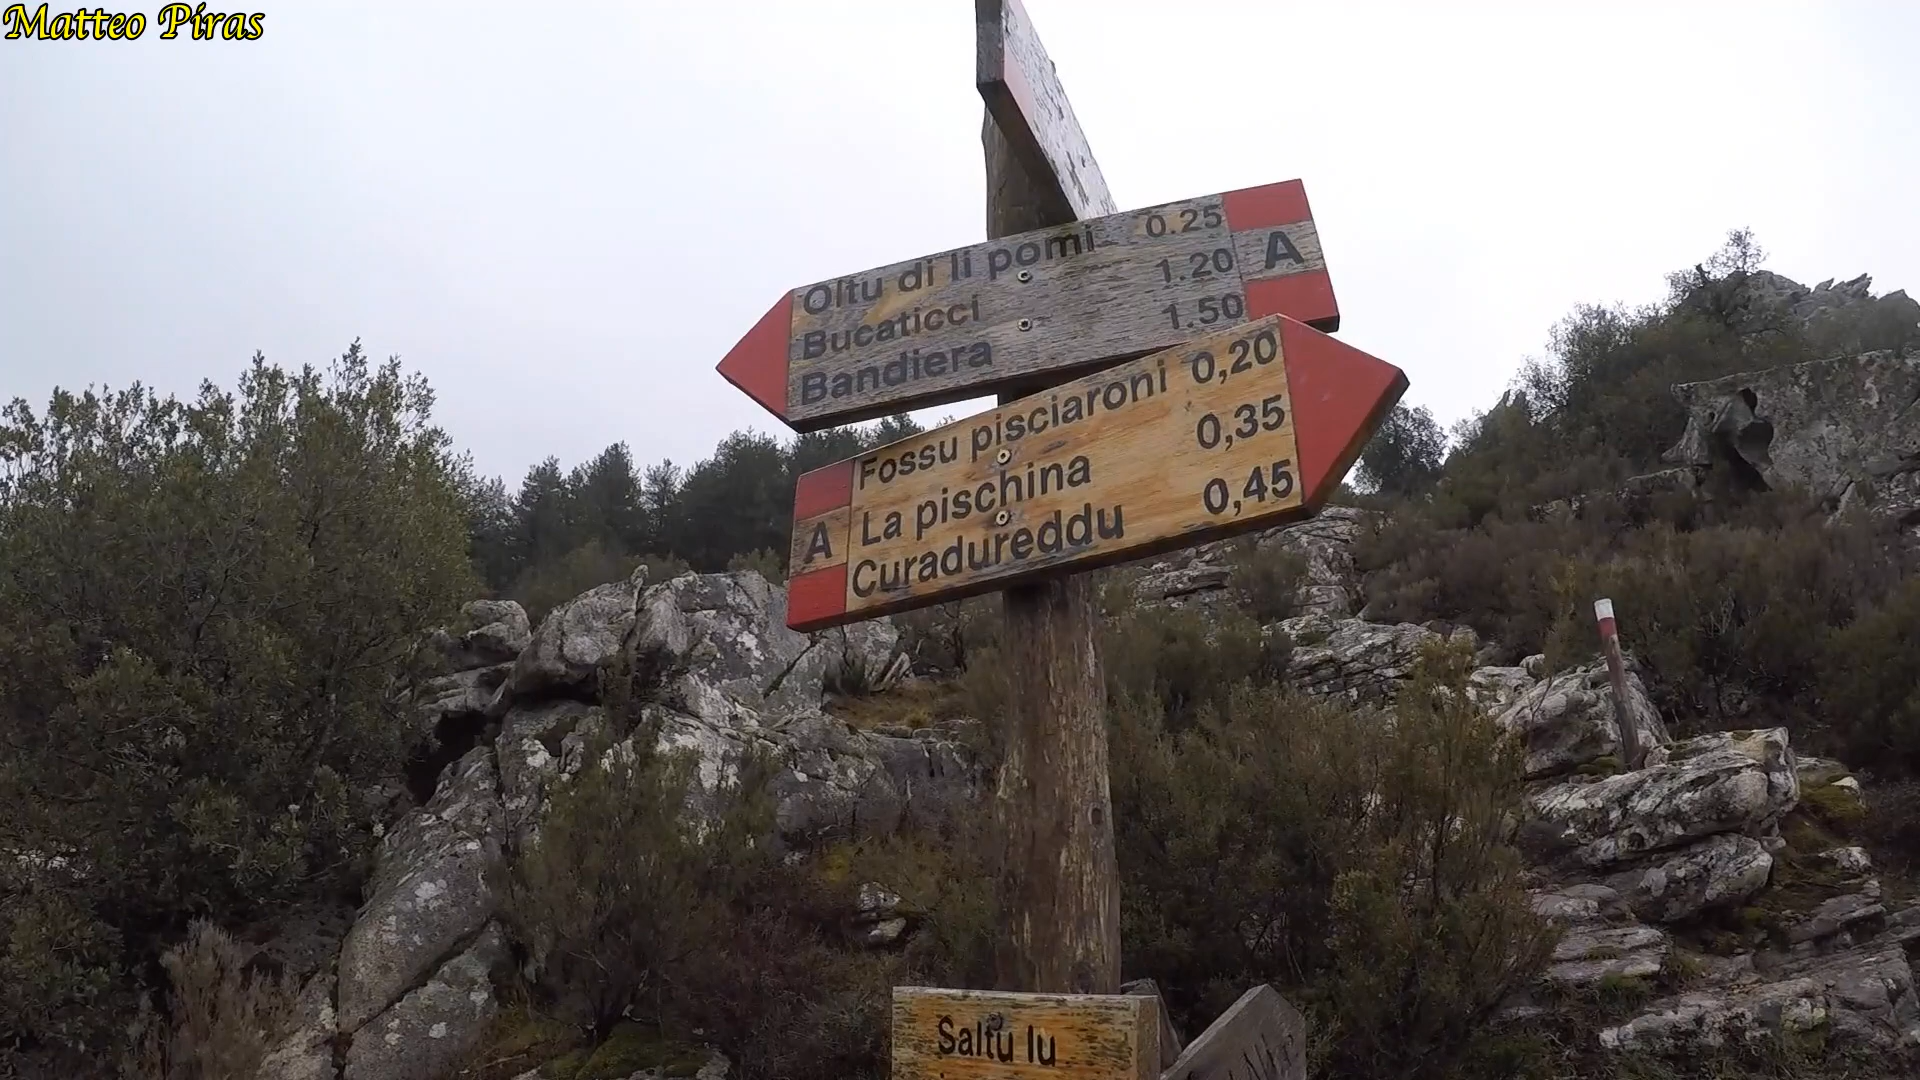 Matteo Piras
Oltu di li pomi 0.25
Bucaticci 1.20
Bandiera 1.50
A
Fossu pisciaroni 0,20
La pischina 0,35
Curadureddu 0,45
A
Saltu lu